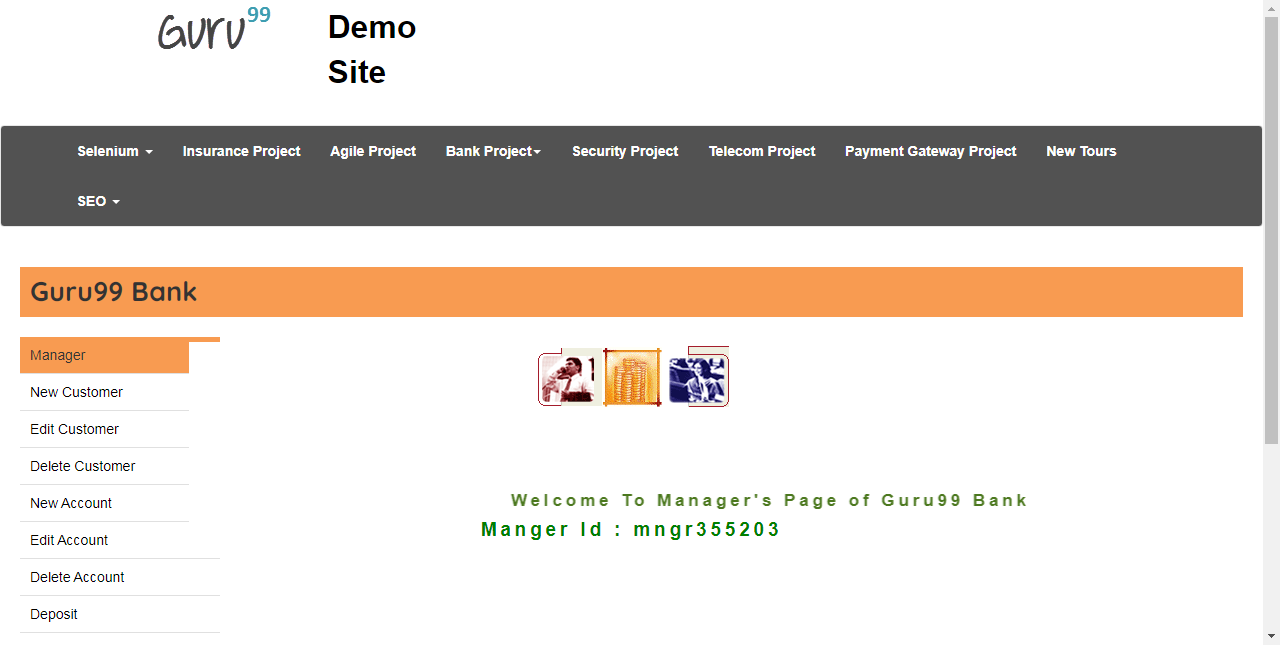 Guru99
Demo
Site
Selenium Insurance Project Agile Project Bank Project Security Project Telecom Project Payment Gateway Project New Tours
SEO
Guru99 Bank
Manager
New Customer
Edit Customer
Delete Customer
New Account
Edit Account
Delete Account
Deposit
Welcome To Manager's Page of Guru99 Bank
Manger Id : mngr355203